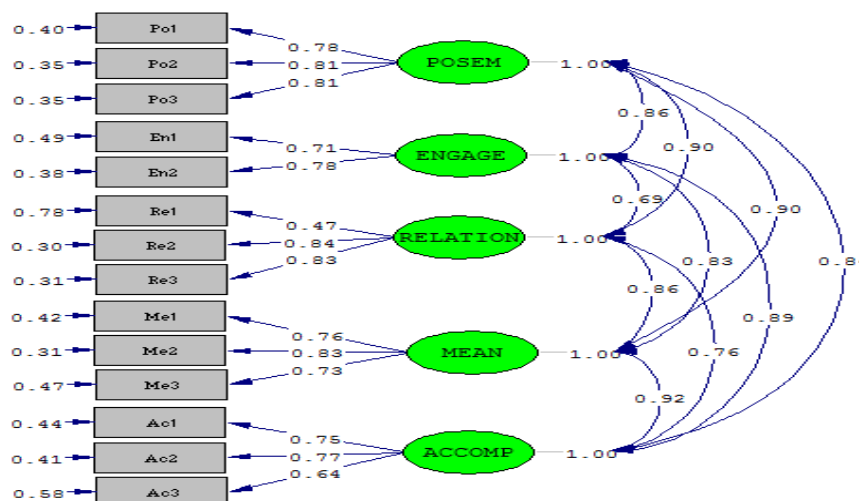 0.40 Po1
0.78
0.35 Po2 0.81 POSEM 1.00
0.35 Po3 0.81
0.86
0.49 En1 0.71
0.90
0.38 En2 0.78 ENGAGE 1.00
0.69
0.90
0.78 Re1 0.47
0.30 Re2 0.84 RELATION 1.00
0.83
0.31 Re3 0.83
0.86
0.89
0.42 Me1 0.76
0.31 Me2 0.83 MEAN 1.00
0.76
0.47 Me3 0.73
0.92
0.44 Ac1 0.75
0.41 Ac2 0.77 ACCOMP 1.00
0.58 Ac3 0.64